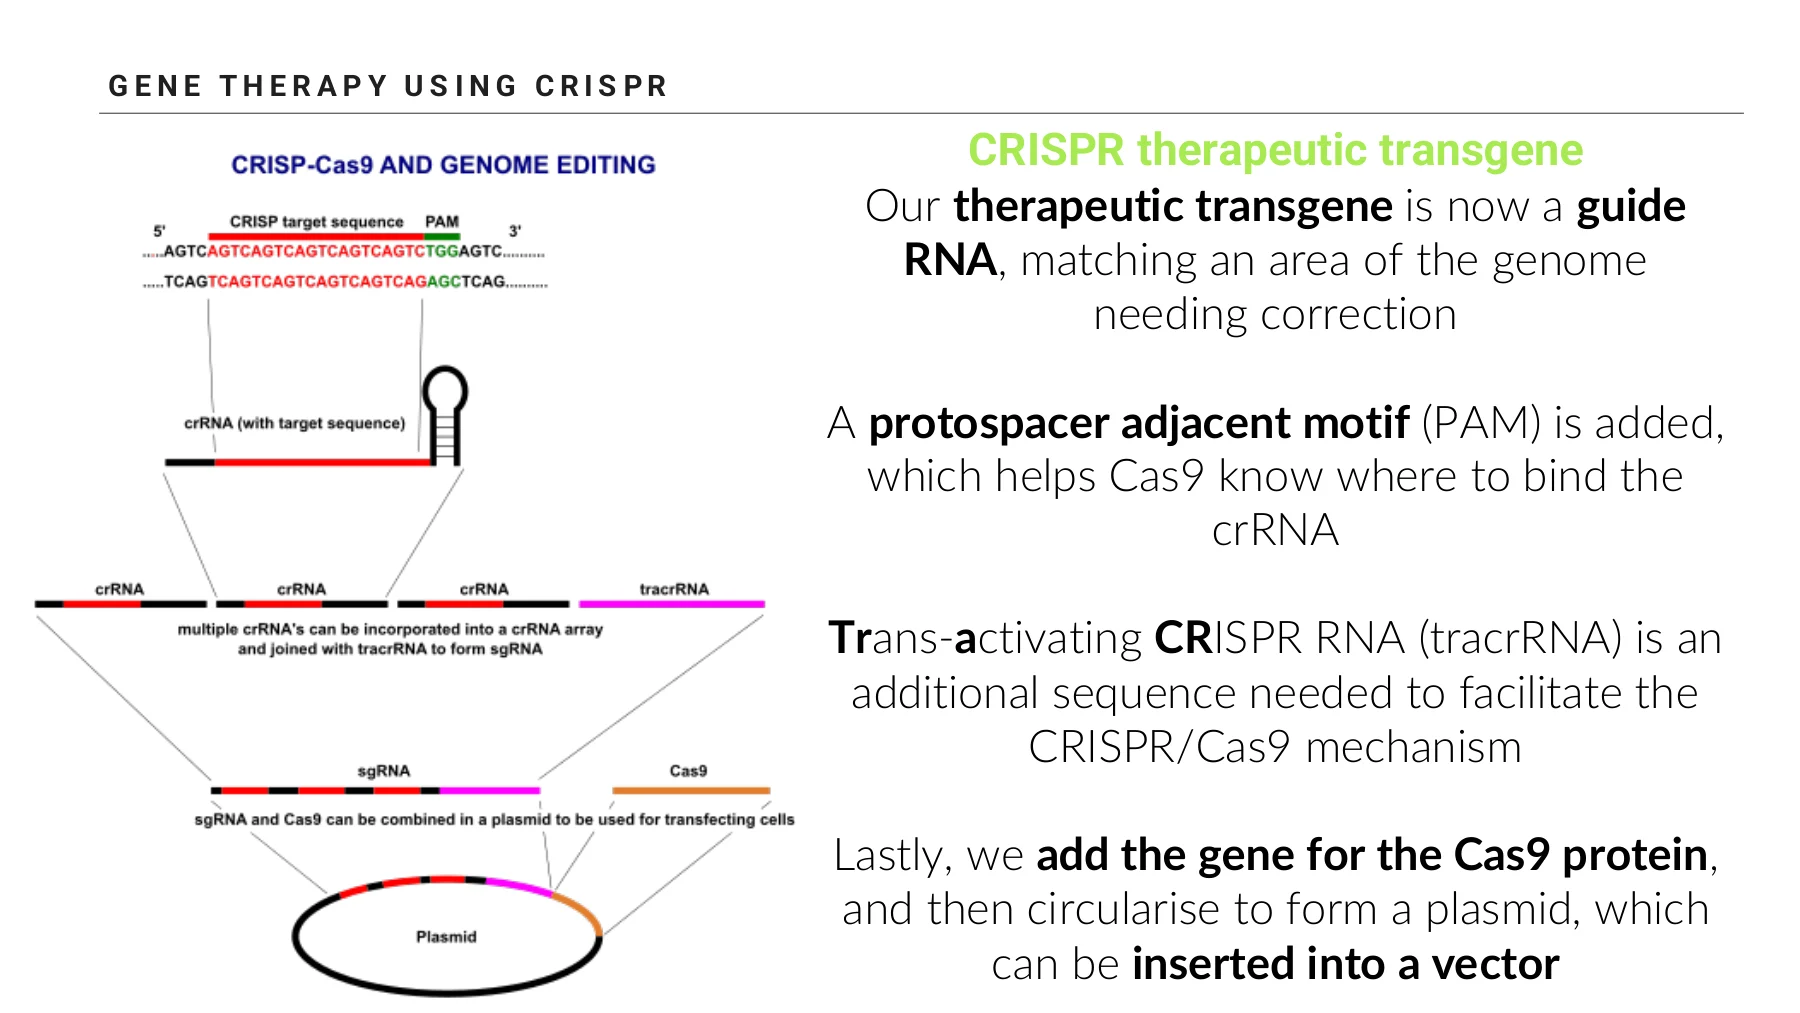 GENE THERAPY USING CRISPR
CRISP-Cas9 AND GENOME EDITING
CRISP target sequence PAM
5' 3'
.....AGTCAGTCAGTCAGTCAGTCAGTCTGGAGTC..........
.....TCAGTCAGTCAGTCAGTCAGTCAGAGCTCAG..........
crRNA (with target sequence)
crRNA crRNA crRNA tracrRNA
multiple crRNA's can be incorporated into a crRNA array
and joined with tracrRNA to form sgRNA
sgRNA Cas9
sgRNA and Cas9 can be combined in a plasmid to be used for transfecting cells
Plasmid
CRISPR therapeutic transgene
Our therapeutic transgene is now a guide
RNA, matching an area of the genome
needing correction
A protospacer adjacent motif (PAM) is added,
which helps Cas9 know where to bind the
crRNA
Trans-activating CRISPR RNA (tracrRNA) is an
additional sequence needed to facilitate the
CRISPR/Cas9 mechanism
Lastly, we add the gene for the Cas9 protein,
and then circularise to form a plasmid, which
can be inserted into a vector